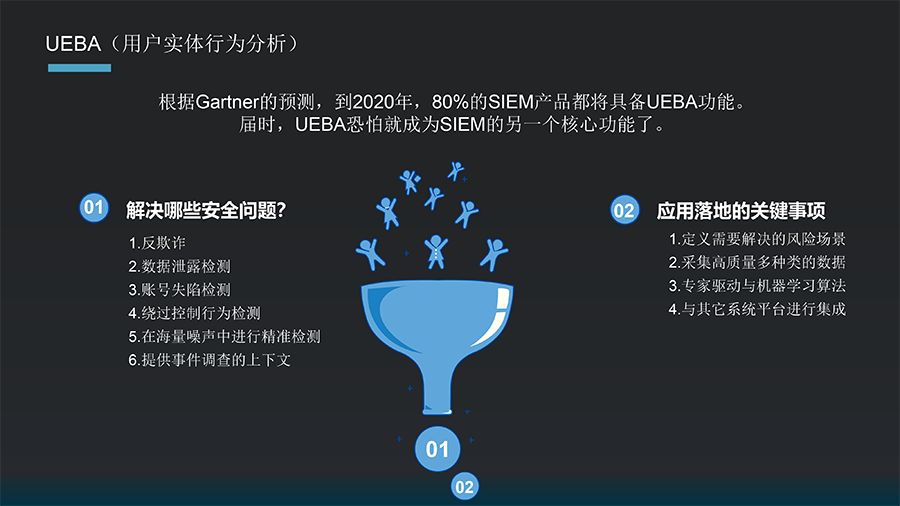 UEBA（用户实体行为分析）
根据Gartner的预测，到2020年，80%的SIEM产品都将具备UEBA功能。
届时，UEBA恐怕就成为SIEM的另一个核心功能了。
01
解决哪些安全问题？
1.反欺诈
2.数据泄露检测
3.账号失陷检测
4.绕过控制行为检测
5.在海量噪声中进行精准检测
6.提供事件调查的上下文
02
应用落地的关键事项
1.定义需要解决的风险场景
2.采集高质量多种类的数据
3.专家驱动与机器学习算法
4.与其它系统平台进行集成
01
02